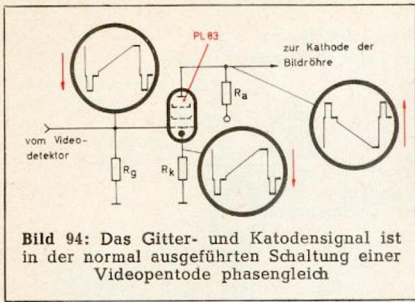 PL 83
zur Kathode der
Bildröhre
Ra
vom Video-
detektor
Rg
Rk
Bild 94: Das Gitter- und Katodensignal ist
in der normal ausgeführten Schaltung einer
Videopentode phasengleich